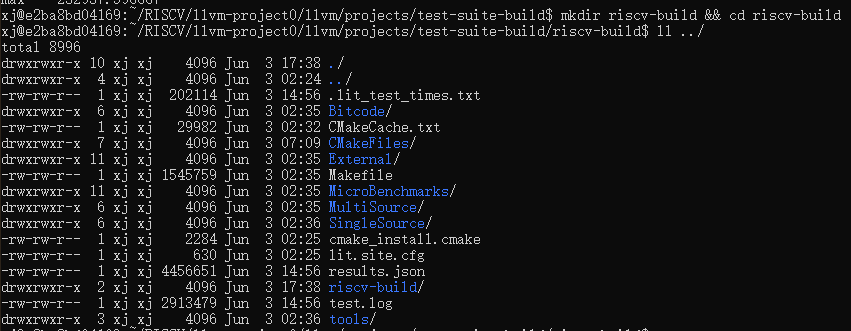 xj@e2ba8bd04169:~/RISCV/llvm-project0/llvm/projects/test-suite-build$ mkdir riscv-build && cd riscv-build
xj@e2ba8bd04169:~/RISCV/llvm-project0/llvm/projects/test-suite-build/riscv-build$ ll ../
total 8996
drwxrwxr-x 10 xj xj 4096 Jun 3 17:38 ./
drwxrwxr-x 4 xj xj 4096 Jun 3 02:24 ../
-rw-rw-r-- 1 xj xj 202114 Jun 3 14:56 .lit_test_times.txt
drwxrwxr-x 6 xj xj 4096 Jun 3 02:35 Bitcode/
-rw-rw-r-- 1 xj xj 29982 Jun 3 02:32 CMakeCache.txt
drwxrwxr-x 7 xj xj 4096 Jun 3 07:09 CMakeFiles/
drwxrwxr-x 11 xj xj 4096 Jun 3 02:35 External/
-rw-rw-r-- 1 xj xj 1545759 Jun 3 02:35 Makefile
drwxrwxr-x 11 xj xj 4096 Jun 3 02:35 MicroBenchmarks/
drwxrwxr-x 6 xj xj 4096 Jun 3 02:35 MultiSource/
drwxrwxr-x 6 xj xj 4096 Jun 3 02:36 SingleSource/
-rw-rw-r-- 1 xj xj 2284 Jun 3 02:25 cmake_install.cmake
-rw-rw-r-- 1 xj xj 630 Jun 3 02:25 lit.site.cfg
-rw-rw-r-- 1 xj xj 4456651 Jun 3 14:56 results.json
drwxrwxr-x 2 xj xj 4096 Jun 3 17:38 riscv-build/
-rw-rw-r-- 1 xj xj 2913479 Jun 3 14:56 test.log
drwxrwxr-x 3 xj xj 4096 Jun 3 02:36 tools/